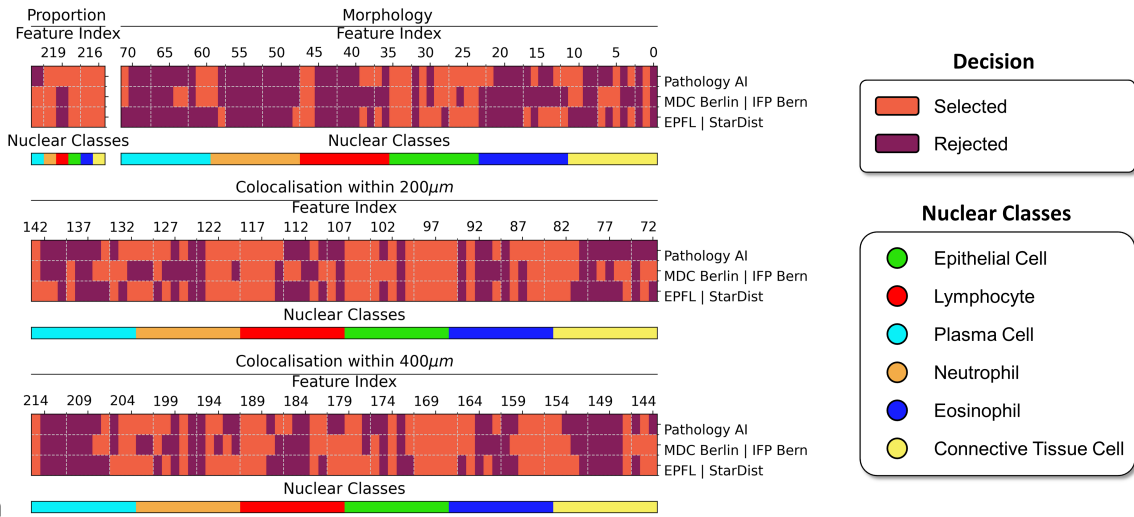 Proportion
Feature Index
219 216
Nuclear Classes
Morphology
Feature Index
70 65 60 55 50 45 40 35 30 25 20 15 10 5 0
Pathology AI
MDC Berlin | IFP Bern
EPFL | StarDist
Nuclear Classes
Colocalisation within 200μm
Feature Index
142 137 132 127 122 117 112 107 102 97 92 87 82 77 72
Pathology AI
MDC Berlin | IFP Bern
EPFL | StarDist
Nuclear Classes
Colocalisation within 400μm
Feature Index
214 209 204 199 194 189 184 179 174 169 164 159 154 149 144
Pathology AI
MDC Berlin | IFP Bern
EPFL | StarDist
Nuclear Classes
Decision
Selected
Rejected
Nuclear Classes
Epithelial Cell
Lymphocyte
Plasma Cell
Neutrophil
Eosinophil
Connective Tissue Cell